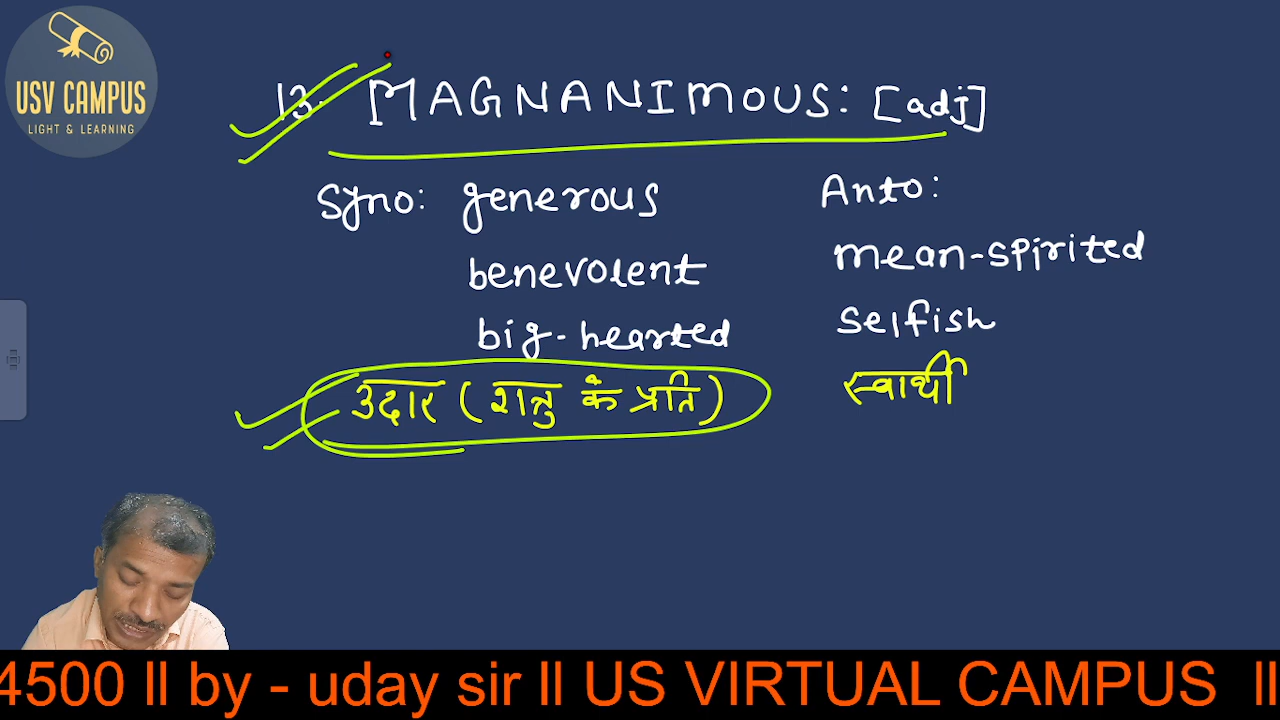 USV CAMPUS
LIGHT & LEARNING
13. MAGNANIMOUS: [adj]
Syno: generous
benevolent
big-hearted
उदार (शत्रु के प्रति)
Anto:
mean-spirited
selfish
स्वार्थी
4500 ll by - uday sir ll US VIRTUAL CAMPUS ll